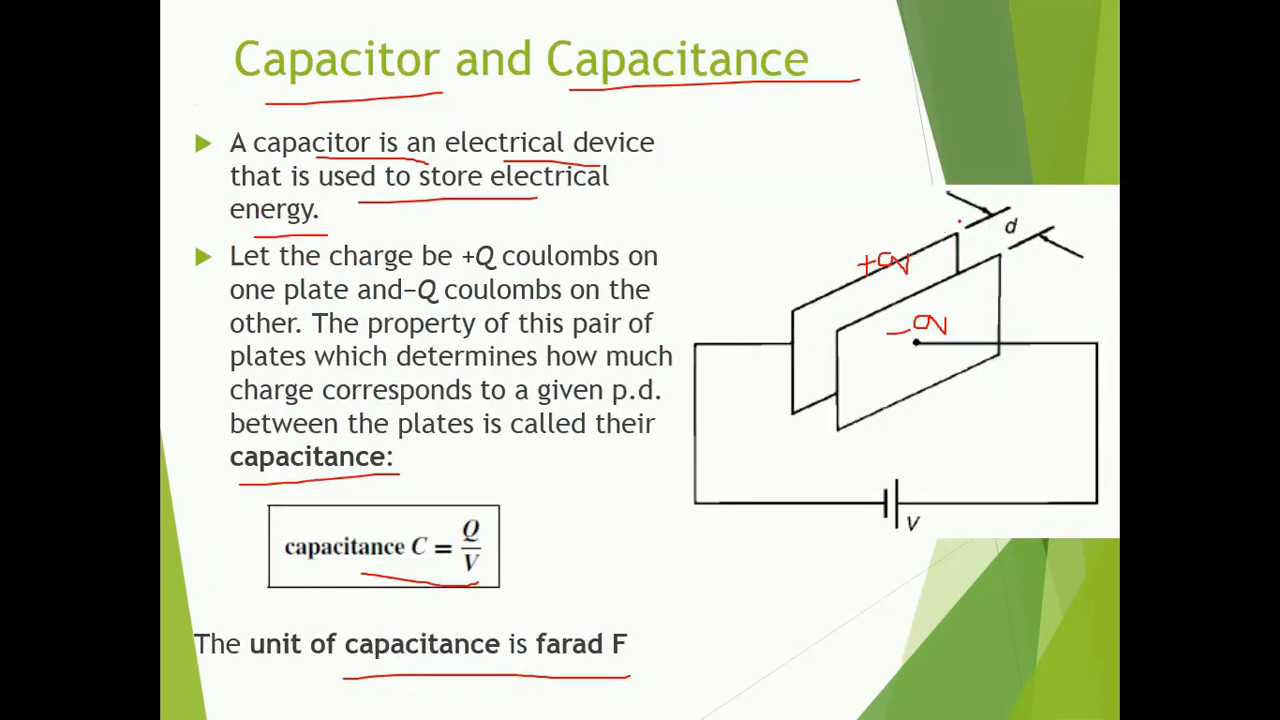 Capacitor and Capacitance
A capacitor is an electrical device
that is used to store electrical
energy.
Let the charge be +Q coulombs on
one plate and−Q coulombs on the
other. The property of this pair of
plates which determines how much
charge corresponds to a given p.d.
between the plates is called their
capacitance:
capacitance C = Q
V
The unit of capacitance is farad F
d
+Q
−Q
V